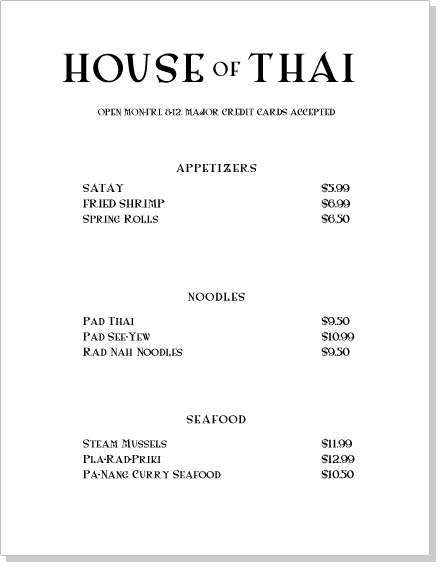 HOUSE OF THAI
OPEN MON-FRI. 8-12. MAJOR CREDIT CARDS ACCEPTED
APPETIZERS
SATAY $5.99
FRIED SHRIMP $6.99
SPRING ROLLS $6.50
NOODLES
PAD THAI $9.50
PAD SEE-YEW $10.99
RAD NAH NOODLES $9.50
SEAFOOD
STEAM MUSSELS $11.99
PLA-RAD-PRIKI $12.99
PA-NANG CURRY SEAFOOD $10.50